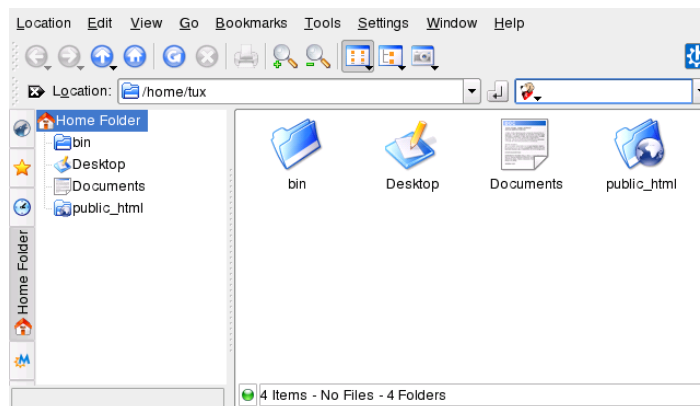 Location Edit View Go Bookmarks Tools Settings Window Help
Location: /home/tux
Home Folder
bin
Desktop
Documents
public_html
Home Folder
bin Desktop Documents public_html
4 Items - No Files - 4 Folders